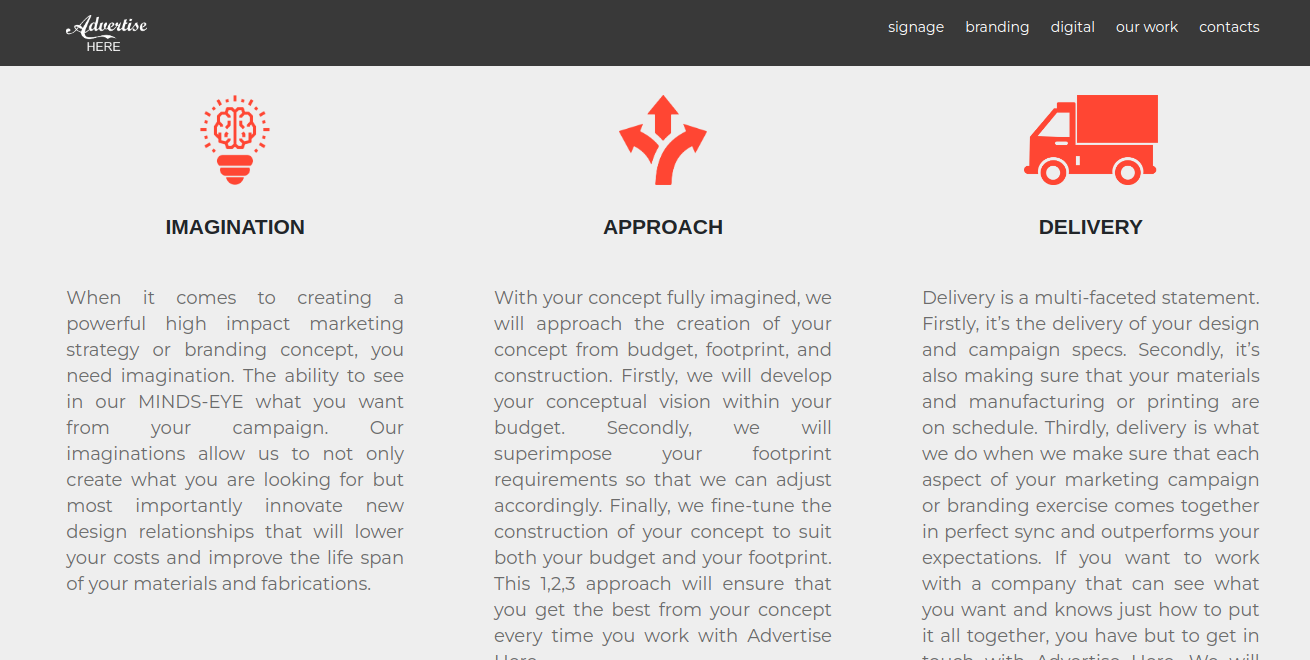 Advertise
HERE
signage branding digital our work contacts
IMAGINATION
When it comes to creating a
powerful high impact marketing
strategy or branding concept, you
need imagination. The ability to see
in our MINDS-EYE what you want
from your campaign. Our
imaginations allow us to not only
create what you are looking for but
most importantly innovate new
design relationships that will lower
your costs and improve the life span
of your materials and fabrications.
APPROACH
With your concept fully imagined, we
will approach the creation of your
concept from budget, footprint, and
construction. Firstly, we will develop
your conceptual vision within your
budget. Secondly, we will
superimpose your footprint
requirements so that we can adjust
accordingly. Finally, we fine-tune the
construction of your concept to suit
both your budget and your footprint.
This 1,2,3 approach will ensure that
you get the best from your concept
every time you work with Advertise
Here.
DELIVERY
Delivery is a multi-faceted statement.
Firstly, it’s the delivery of your design
and campaign specs. Secondly, it’s
also making sure that your materials
and manufacturing or printing are
on schedule. Thirdly, delivery is what
we do when we make sure that each
aspect of your marketing campaign
or branding exercise comes together
in perfect sync and outperforms your
expectations. If you want to work
with a company that can see what
you want and knows just how to put
it all together, you have but to get in
touch with Advertise Here. We will